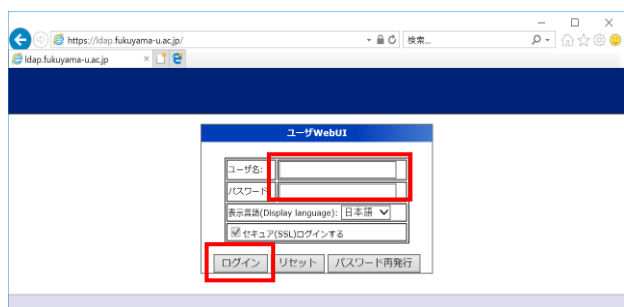 https://ldap.fukuyama-u.ac.jp/
検索...
ldap.fukuyama-u.ac.jp
ユーザWebUI
ユーザ名:
パスワード
表示言語(Display language): 日本語
セキュア(SSL)ログインする
ログイン リセット パスワード再発行